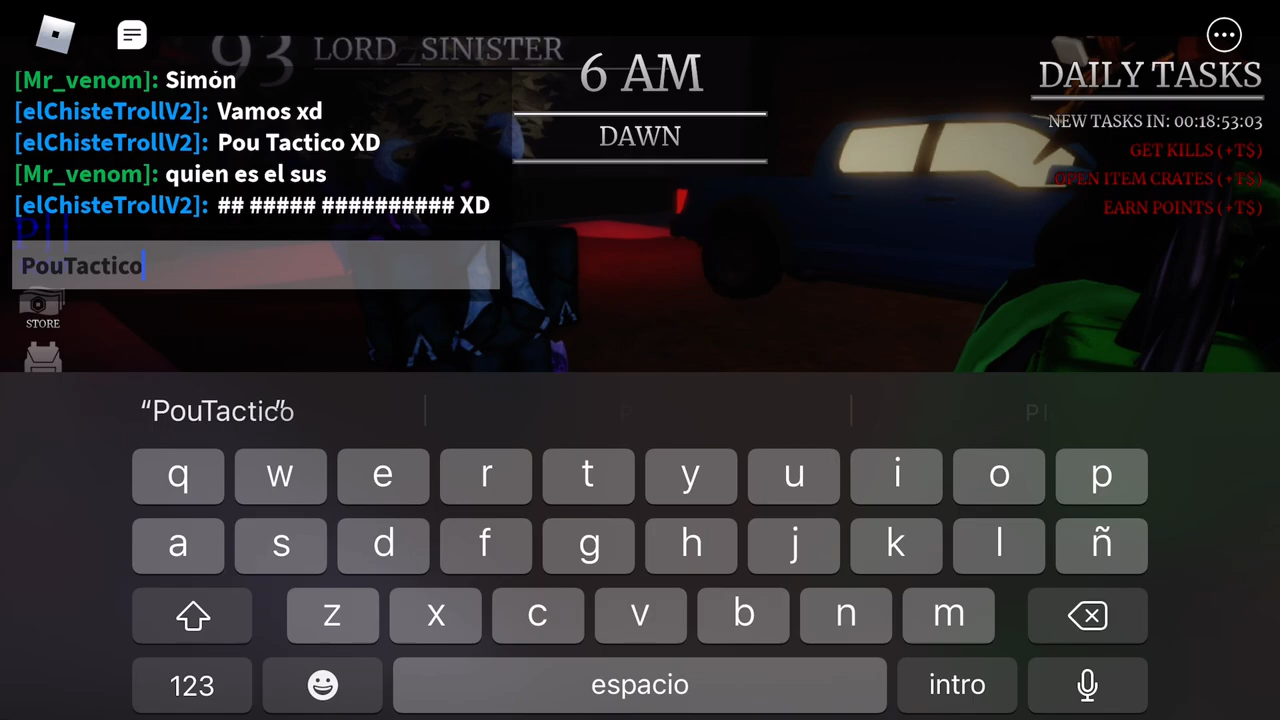 93 LORD_SINISTER
6 AM
DAWN
DAILY TASKS
NEW TASKS IN: 00:18:53:03
GET KILLS (+T$)
OPEN ITEM CRATES (+T$)
EARN POINTS (+T$)
[Mr_venom]: Simón
[elChisteTrollV2]: Vamos xd
[elChisteTrollV2]: Pou Tactico XD
[Mr_venom]: quien es el sus
[elChisteTrollV2]: ## ##### ########## XD
PouTactico
STORE
“PouTactico”
q w e r t y u i o p
a s d f g h j k l ñ
z x c v b n m
123 espacio intro